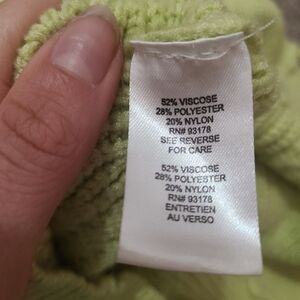 52% VISCOSE
28% POLYESTER
20% NYLON
RN# 93178
SEE REVERSE
FOR CARE
52% VISCOSE
28% POLYESTER
20% NYLON
RN# 93178
ENTRETIEN
AU VERSO